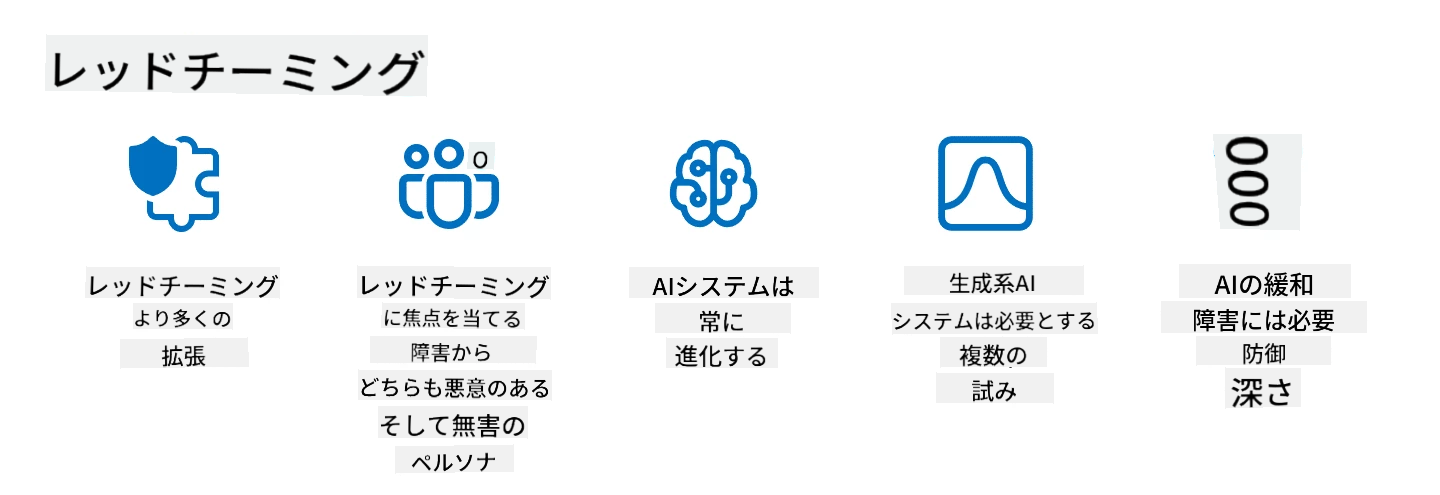 レッドチーミング
o
000
レッドチーミング
より多くの
拡張
レッドチーミング
に焦点を当てる
障害から
どちらも悪意のある
そして無害の
ペルソナ
AIシステムは
常に
進化する
生成系AI
システムは必要とする
複数の
試み
AIの緩和
障害には必要
防御
深さ